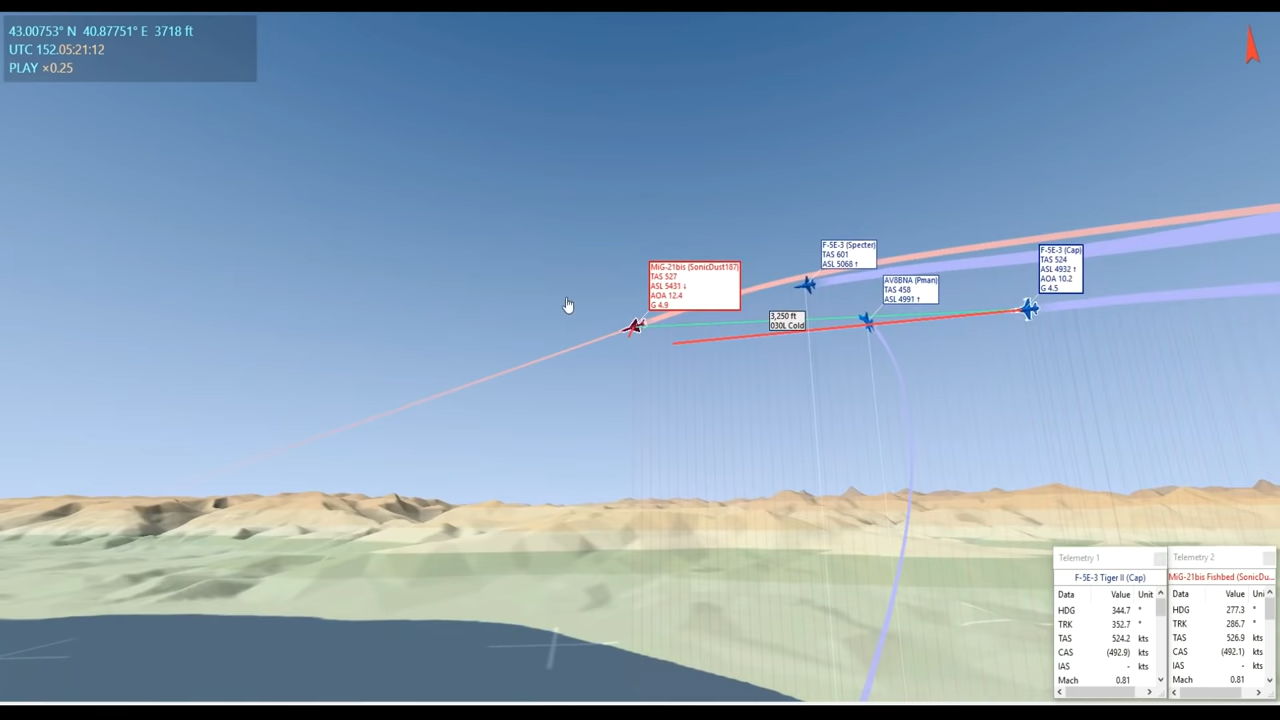 43.00753° N  40.87751° E  3718 ft
UTC 152.05:21:12
PLAY ×0.25
F-5E-3 (Specter)
TAS 601
ASL 5068 ↑
F-5E-3 (Cap)
TAS 524
ASL 4932 ↑
AOA 10.2
G 4.5
MiG-21bis (SonicDust187)
TAS 527
ASL 5431 ↓
AOA 12.4
G 4.9
AV8BNA (Pman)
TAS 458
ASL 4991 ↑
3,250 ft
030L Cold
Telemetry 1
F-5E-3 Tiger II (Cap)
Data Value Unit
HDG 344.7 °
TRK 352.7 °
TAS 524.2 kts
CAS (492.9) kts
IAS - kts
Mach 0.81
Telemetry 2
MiG-21bis Fishbed (SonicDu...
Data Value Uni
HDG 277.3 °
TRK 286.7 °
TAS 526.9 kts
CAS (492.1) kts
IAS - kts
Mach 0.81